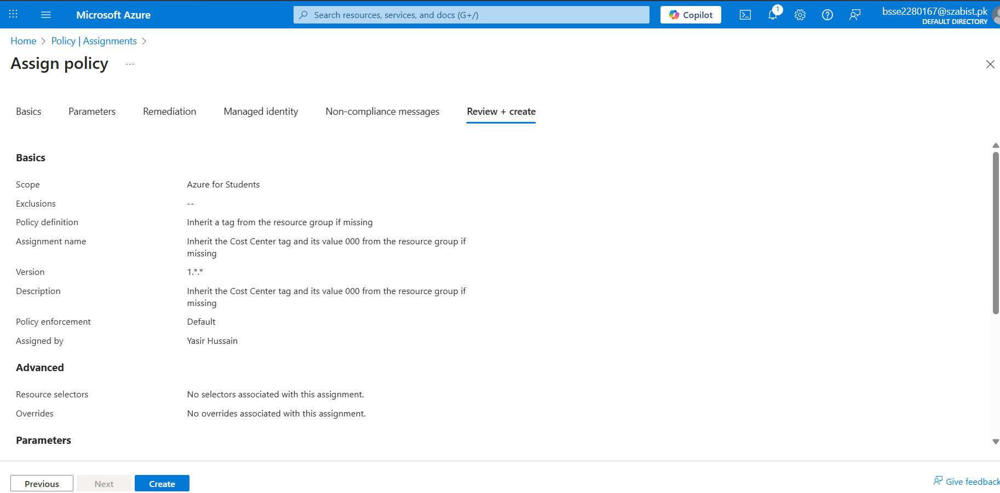 Microsoft Azure
Search resources, services, and docs (G+/)
Copilot
1
bsse2280167@szabist.pk
DEFAULT DIRECTORY
Home > Policy | Assignments >
Assign policy ...
Basics
Parameters
Remediation
Managed identity
Non-compliance messages
Review + create
Basics
Scope Azure for Students
Exclusions --
Policy definition Inherit a tag from the resource group if missing
Assignment name Inherit the Cost Center tag and its value 000 from the resource group if
missing
Version 1.*.*
Description Inherit the Cost Center tag and its value 000 from the resource group if
missing
Policy enforcement Default
Assigned by Yasir Hussain
Advanced
Resource selectors No selectors associated with this assignment.
Overrides No overrides associated with this assignment.
Parameters
Previous
Next
Create
Give feedback